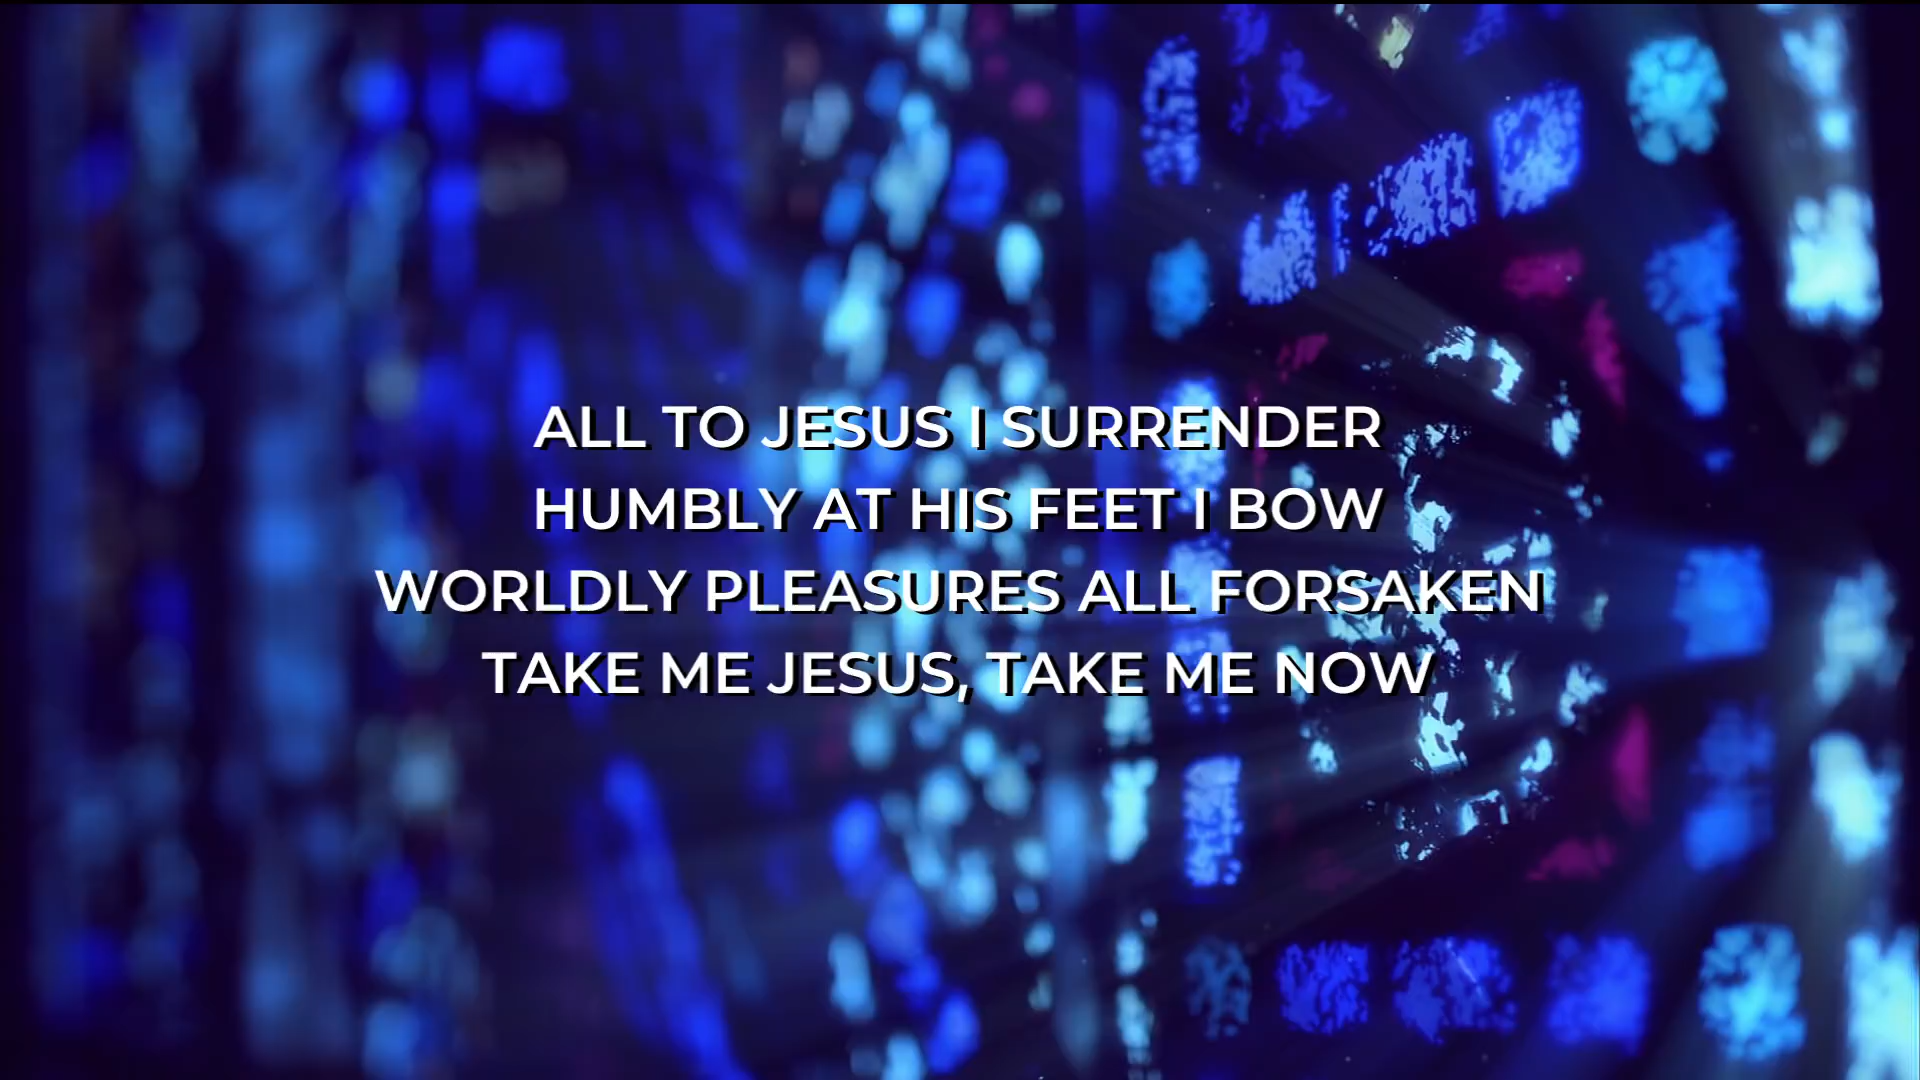 ALL TO JESUS I SURRENDER
HUMBLY AT HIS FEET I BOW
WORLDLY PLEASURES ALL FORSAKEN
TAKE ME JESUS, TAKE ME NOW